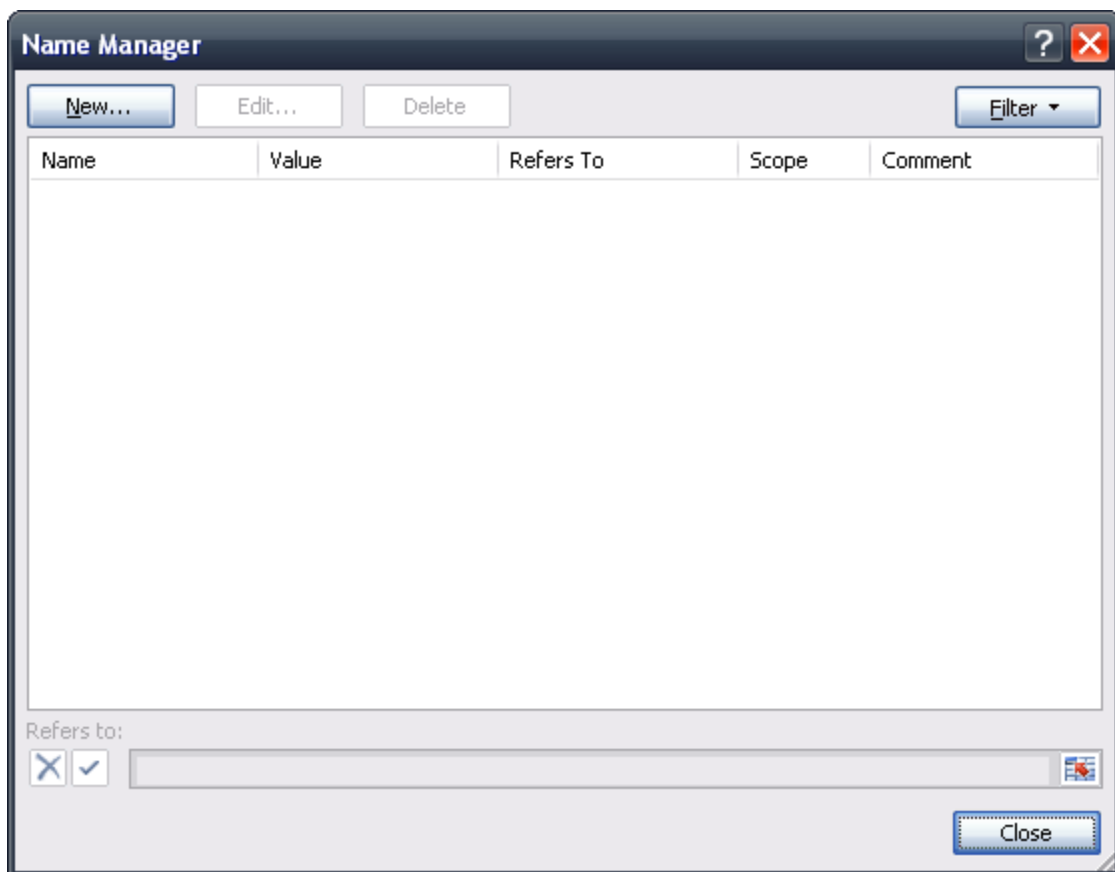 Name Manager
New... Edit... Delete Filter
Name Value Refers To Scope Comment
Refers to:
Close